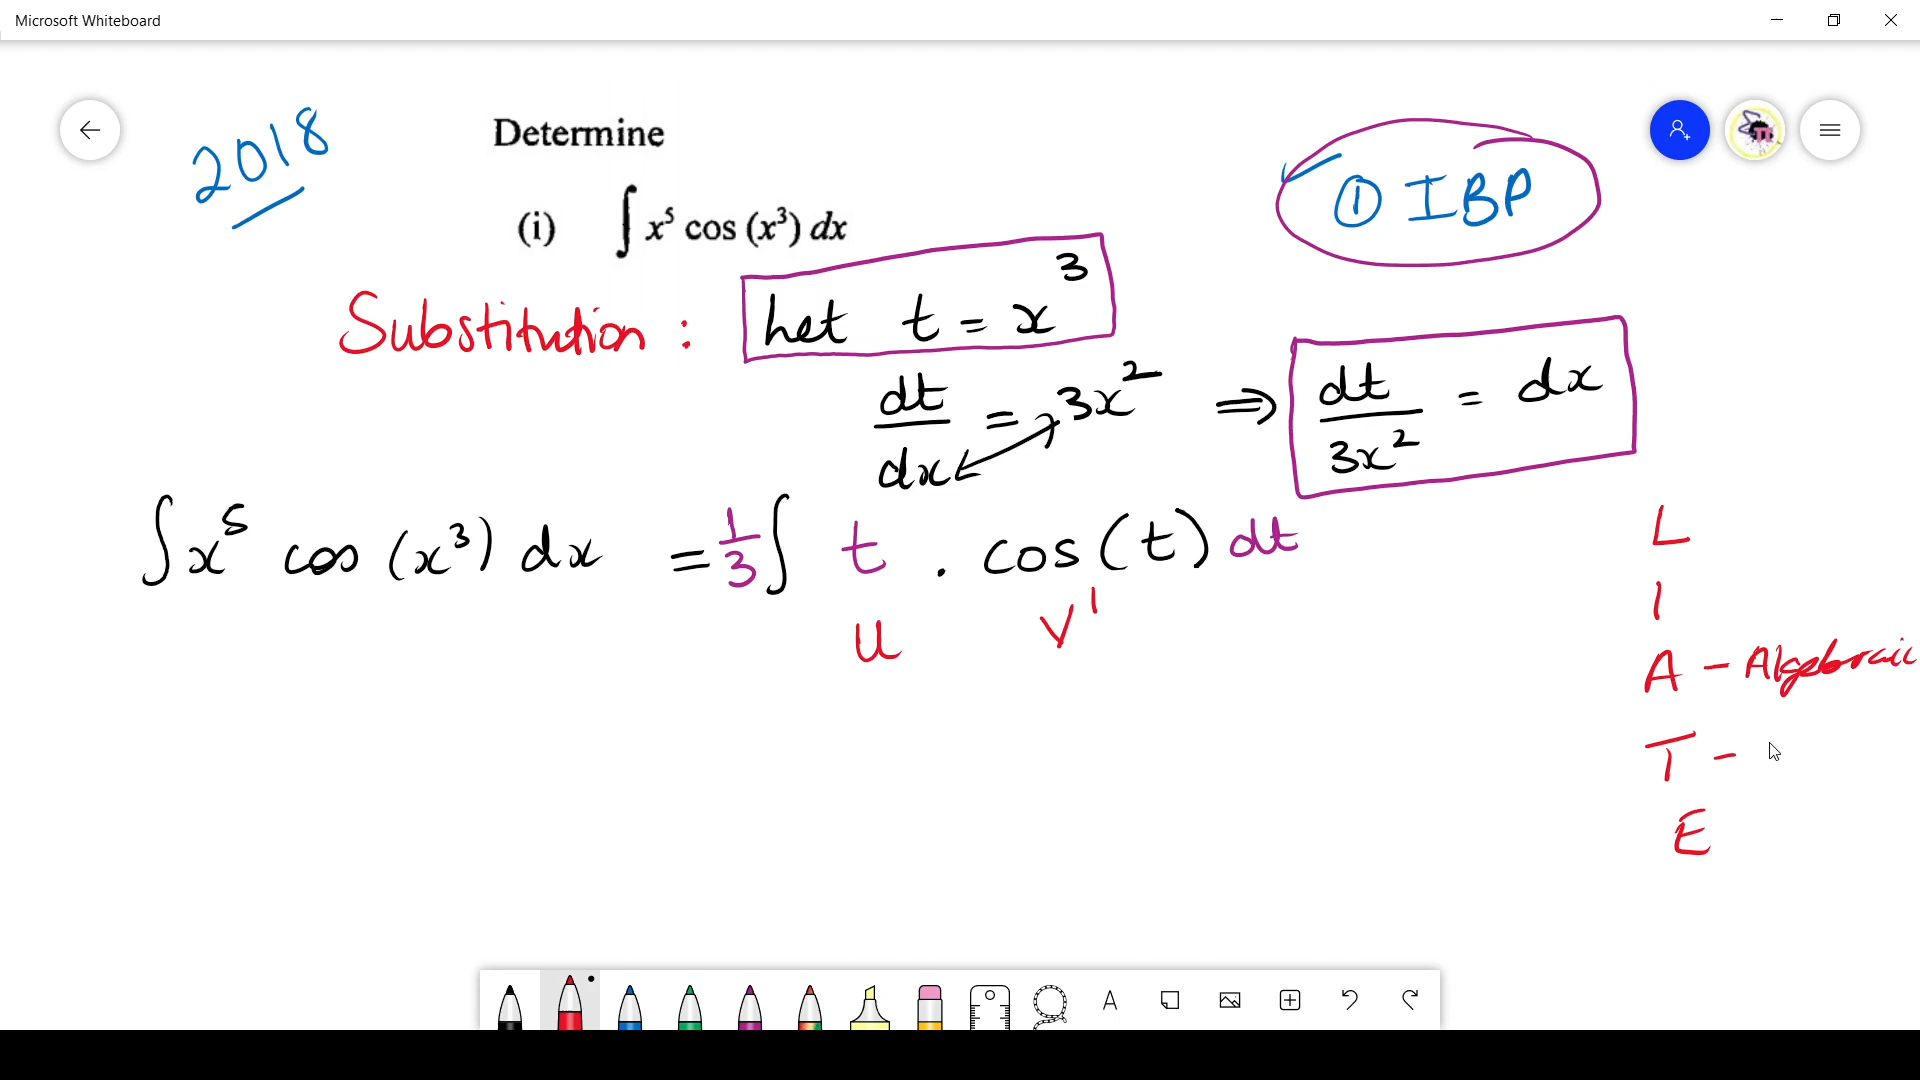 Microsoft Whiteboard
2018
Determine
(i) ∫ x⁵ cos (x³) dx
① IBP
Substitution : Let t = x³
dt/dx = 3x² ⇒ dt/3x² = dx
∫ x⁵ cos (x³) dx = 1/3 ∫ t . cos (t) dt
u v'
L
I
A - Algebraic
T -
E